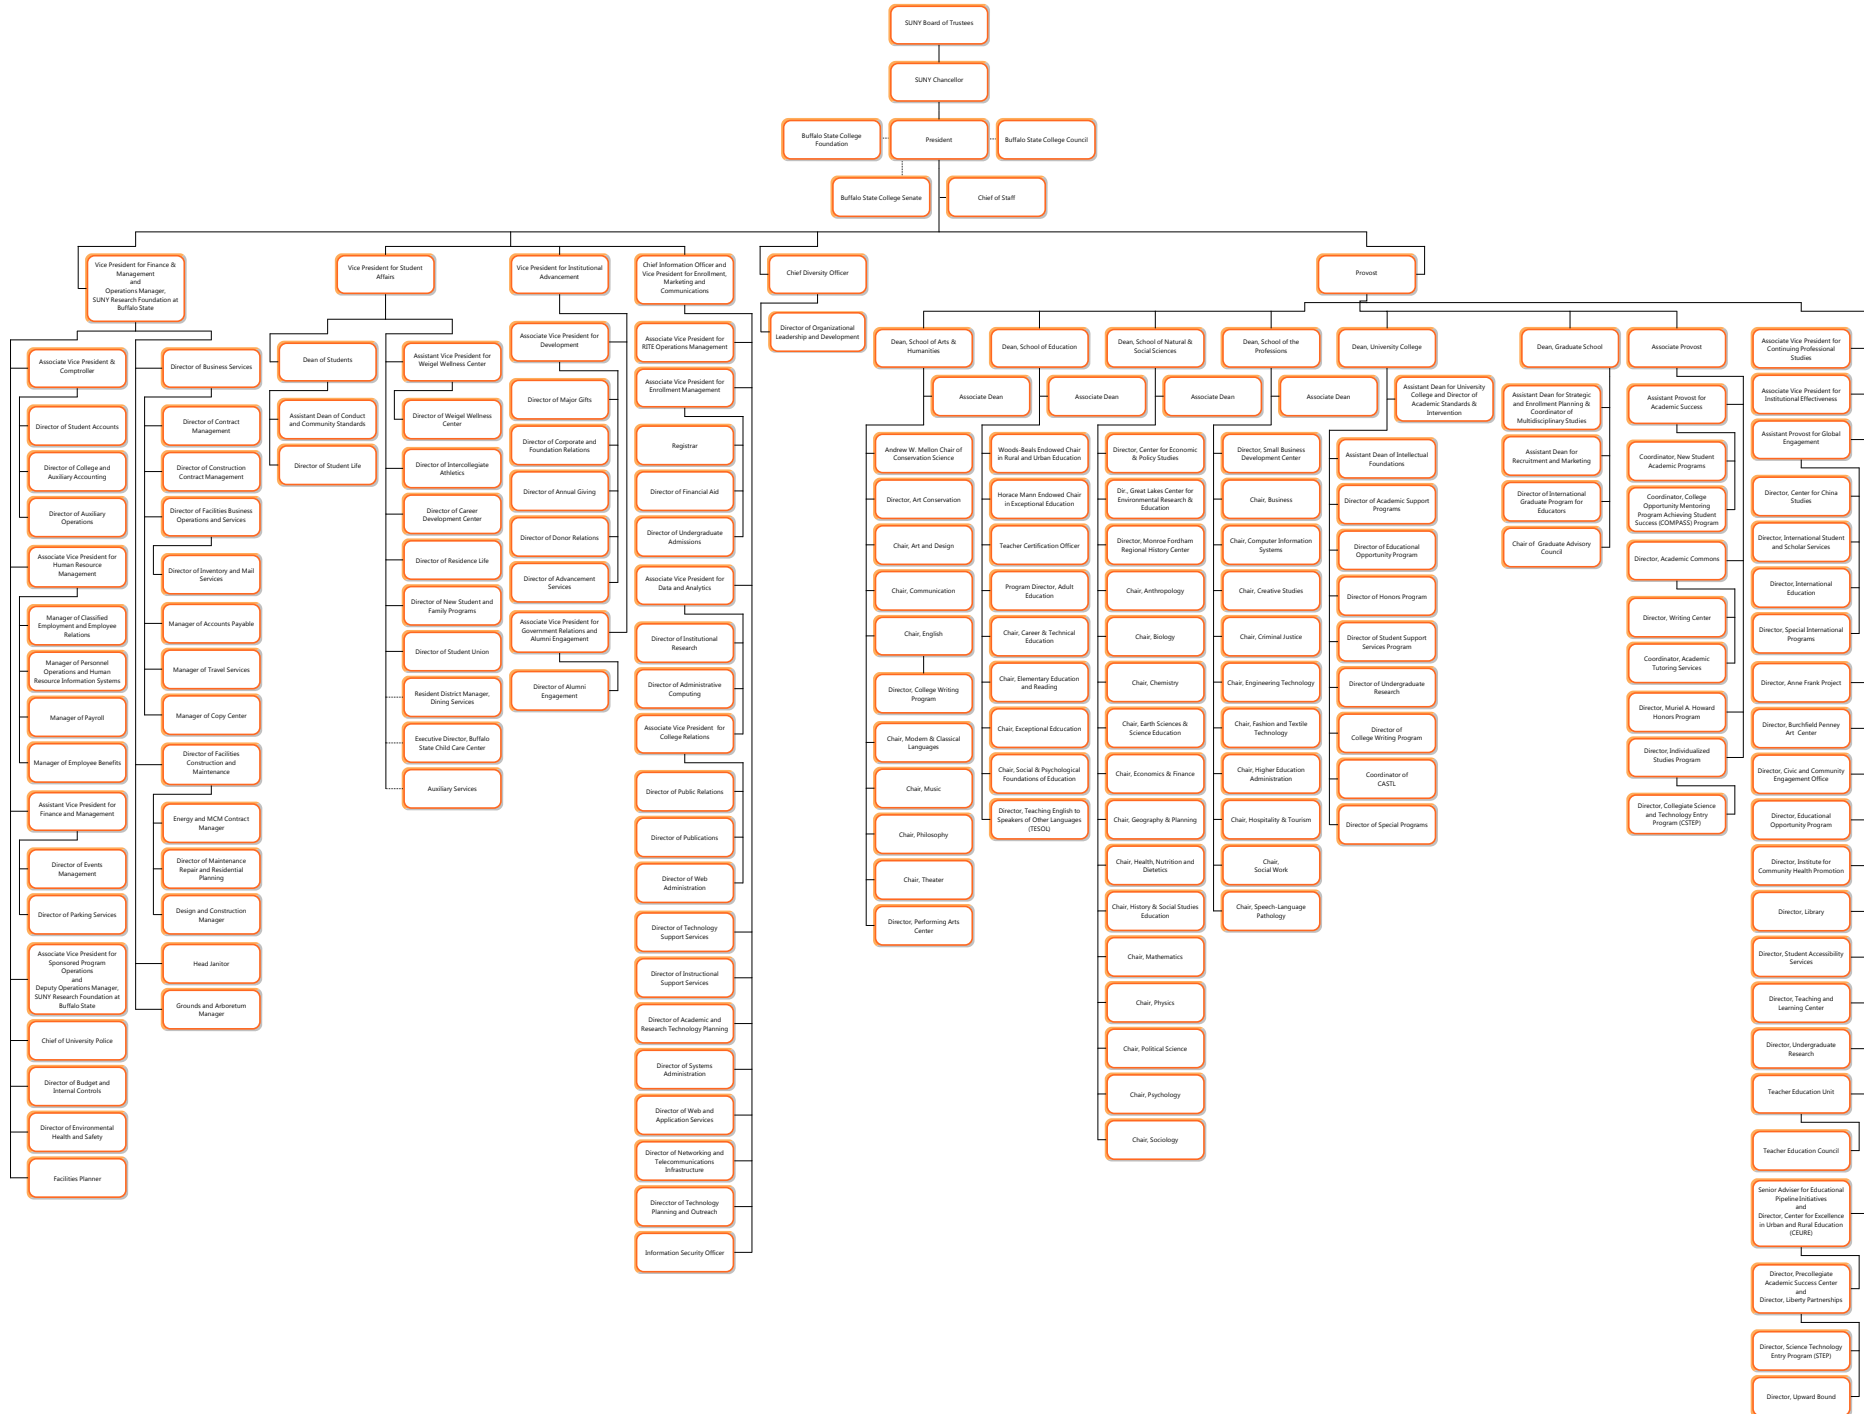 SUNY Board of Trustees
SUNY Chancellor
Buffalo State College
Foundation
President
Buffalo State College Council
Buffalo State College Senate
Chief of Staff
Vice President for Finance &
Management
and
Operations Manager,
SUNY Research Foundation at
Buffalo State
Associate Vice President &
Comptroller
Director of Student Accounts
Director of College and
Auxiliary Accounting
Director of Auxiliary
Operations
Associate Vice President for
Human Resource
Management
Manager of Classified
Employment and Employee
Relations
Manager of Personnel
Operations and Human
Resource Information Systems
Manager of Payroll
Manager of Employee Benefits
Assistant Vice President for
Finance and Management
Director of Events
Management
Director of Parking Services
Associate Vice President for
Sponsored Program
Operations
and
Deputy Operations Manager,
SUNY Research Foundation at
Buffalo State
Chief of University Police
Director of Budget and
Internal Controls
Director of Environmental
Health and Safety
Facilities Planner
Director of Business Services
Director of Contract
Management
Director of Construction
Contract Management
Director of Facilities Business
Operations and Services
Director of Inventory and Mail
Services
Manager of Accounts Payable
Manager of Travel Services
Manager of Copy Center
Director of Facilities
Construction and
Maintenance
Energy and MCM Contract
Manager
Director of Maintenance
Repair and Residential
Planning
Design and Construction
Manager
Head Janitor
Grounds and Arboretum
Manager
Vice President for Student
Affairs
Dean of Students
Assistant Dean of Conduct
and Community Standards
Director of Student Life
Assistant Vice President for
Weigel Wellness Center
Director of Weigel Wellness
Center
Director of Intercollegiate
Athletics
Director of Career
Development Center
Director of Residence Life
Director of New Student and
Family Programs
Director of Student Union
Resident District Manager,
Dining Services
Executive Director, Buffalo
State Child Care Center
Auxiliary Services
Vice President for Institutional
Advancement
Associate Vice President for
Development
Director of Major Gifts
Director of Corporate and
Foundation Relations
Director of Annual Giving
Director of Donor Relations
Director of Advancement
Services
Associate Vice President for
Government Relations and
Alumni Engagement
Director of Alumni
Engagement
Chief Information Officer and
Vice President for Enrollment,
Marketing and
Communications
Associate Vice President for
RITE Operations Management
Associate Vice President for
Enrollment Management
Registrar
Director of Financial Aid
Director of Undergraduate
Admissions
Associate Vice President for
Data and Analytics
Director of Institutional
Research
Director of Administrative
Computing
Associate Vice President  for
College Relations
Director of Public Relations
Director of Publications
Director of Web
Administration
Director of Technology
Support Services
Director of Instructional
Support Services
Director of Academic and
Research Technology Planning
Director of Systems
Administration
Director of Web and
Application Services
Director of Networking and
Telecommunications
Infrastructure
Direcctor of Technology
Planning and Outreach
Information Security Officer
Chief Diversity Officer
Director of Organizational
Leadership and Development
Provost
Dean, School of Arts &
Humanities
Associate Dean
Andrew W. Mellon Chair of
Conservation Science
Director, Art Conservation
Chair, Art and Design
Chair, Communication
Chair, English
Director, College Writing
Program
Chair, Modern & Classical
Languages
Chair, Music
Chair, Philosophy
Chair, Theater
Director, Performing Arts
Center
Dean, School of Education
Associate Dean
Woods-Beals Endowed Chair
in Rural and Urban Education
Horace Mann Endowed Chair
in Exceptional Education
Teacher Certification Officer
Program Director, Adult
Education
Chair, Career & Technical
Education
Chair, Elementary Education
and Reading
Chair, Exceptional Edcucation
Chair, Social & Psychological
Foundations of Education
Director, Teaching English to
Speakers of Other Languages
(TESOL)
Dean, School of Natural &
Social Sciences
Associate Dean
Director, Center for Economic
& Policy Studies
Dir., Great Lakes Center for
Environmental Research &
Education
Director, Monroe Fordham
Regional History Center
Chair, Anthropology
Chair, Biology
Chair, Chemistry
Chair, Earth Sciences &
Science Education
Chair, Economics & Finance
Chair, Geography & Planning
Chair, Health, Nutrition and
Dietetics
Chair, History & Social Studies
Education
Chair, Mathematics
Chair, Physics
Chair, Political Science
Chair, Psychology
Chair, Sociology
Dean, School of the
Professions
Associate Dean
Director, Small Business
Development Center
Chair, Business
Chair, Computer Information
Systems
Chair, Creative Studies
Chair, Criminal Justice
Chair, Engineering Technology
Chair, Fashion and Textile
Technology
Chair, Higher Education
Administration
Chair, Hospitality & Tourism
Chair,
Social Work
Chair, Speech-Language
Pathology
Dean, University College
Assistant Dean for University
College and Director of
Academic Standards &
Intervention
Assistant Dean of Intellectual
Foundations
Director of Academic Support
Programs
Director of Educational
Opportunity Program
Director of Honors Program
Director of Student Support
Services Program
Director of Undergraduate
Research
Director of
College Writing Program
Coordinator of
CASTL
Director of Special Programs
Dean, Graduate School
Assistant Dean for Strategic
and Enrollment Planning &
Coordinator of
Multidisciplinary Studies
Assistant Dean for
Recruitment and Marketing
Director of International
Graduate Program for
Educators
Chair of  Graduate Advisory
Council
Associate Provost
Assistant Provost for
Academic Success
Coordinator, New Student
Academic Programs
Coordinator, College
Opportunity Mentoring
Program Achieving Student
Success (COMPASS) Program
Director, Academic Commons
Director, Writing Center
Coordinator, Academic
Tutoring Services
Director, Muriel A. Howard
Honors Program
Director, Individualized
Studies Program
Director, Collegiate Science
and Technology Entry
Program (CSTEP)
Associate Vice President for
Continuing Professional
Studies
Associate Vice President for
Institutional Effectiveness
Assistant Provost for Global
Engagement
Director, Center for China
Studies
Director, International Student
and Scholar Services
Director, International
Education
Director, Special International
Programs
Director, Anne Frank Project
Director, Burchfield Penney
Art  Center
Director, Civic and Community
Engagement Office
Director, Educational
Opportunity Program
Director, Institute for
Community Health Promotion
Director, Library
Director, Student Accessibility
Services
Director, Teaching and
Learning Center
Director, Undergraduate
Research
Teacher Education Unit
Teacher Education Council
Senior Adviser for Educational
Pipeline Initiatives
and
Director, Center for Excellence
in Urban and Rural Education
(CEURE)
Director, Precollegiate
Academic Success Center
and
Director, Liberty Partnerships
Director, Science Technology
Entry Program (STEP)
Director, Upward Bound